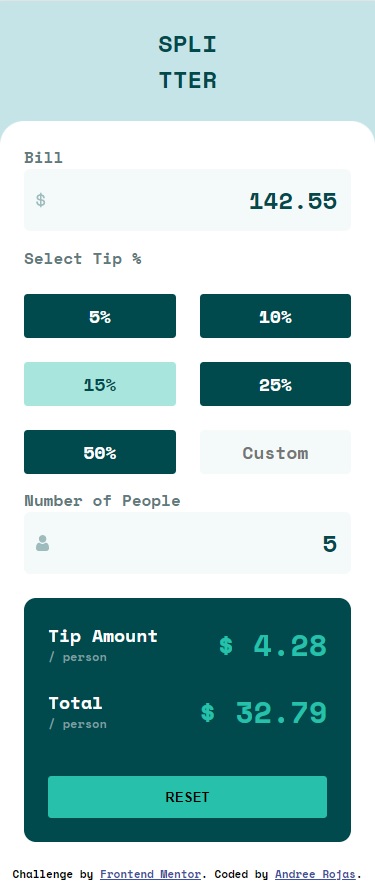 SPLI
TTER
Bill
$ 142.55
Select Tip %
5% 10%
15% 25%
50% Custom
Number of People
5
Tip Amount $ 4.28
/ person
Total $ 32.79
/ person
RESET
Challenge by Frontend Mentor. Coded by Andree Rojas.